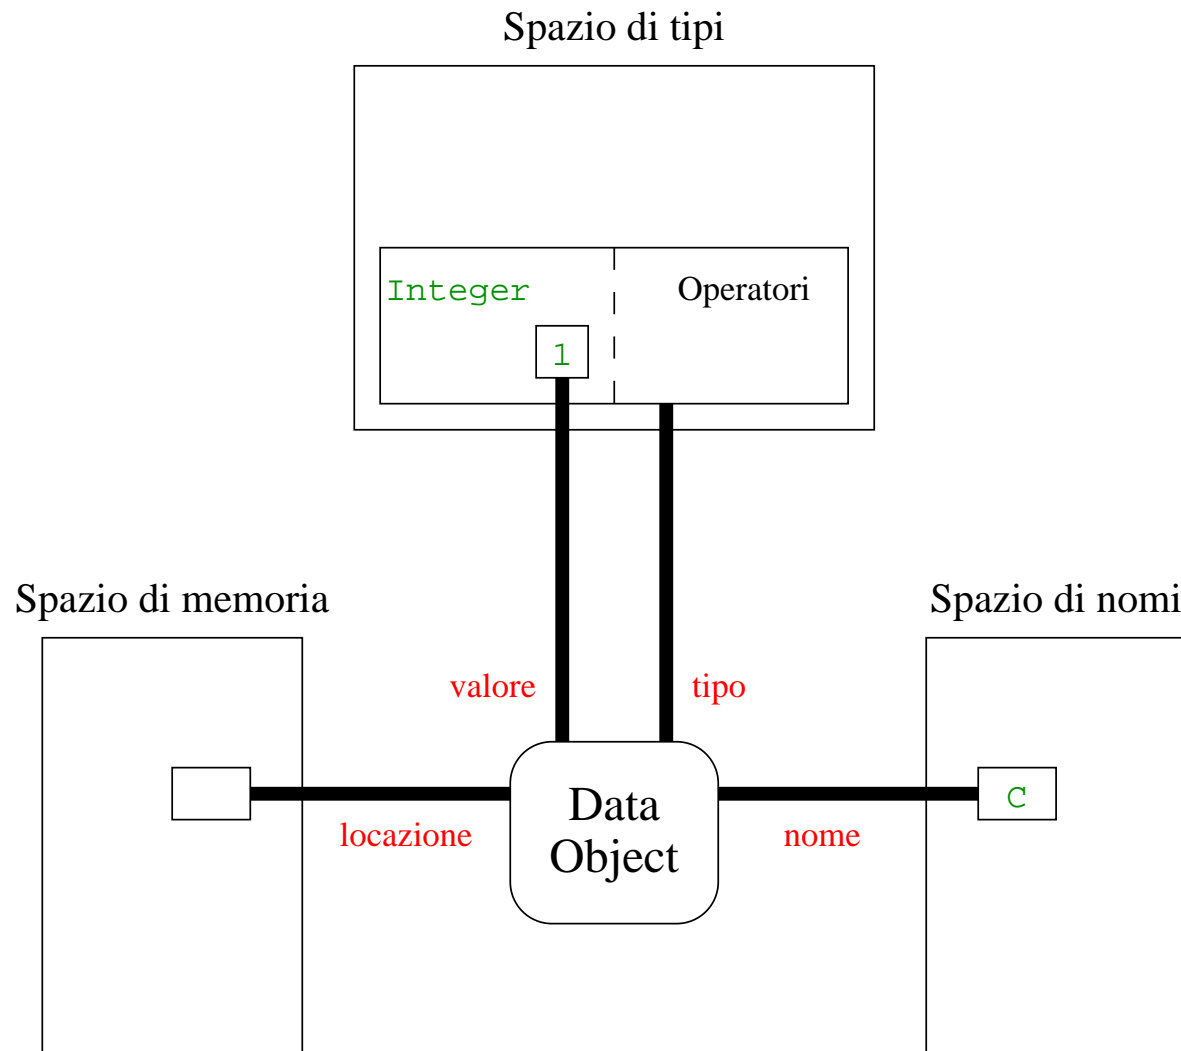 Spazio di tipi
Integer
Operatori
1
Spazio di memoria
Spazio di nomi
valore
tipo
Data
Object
C
locazione
nome